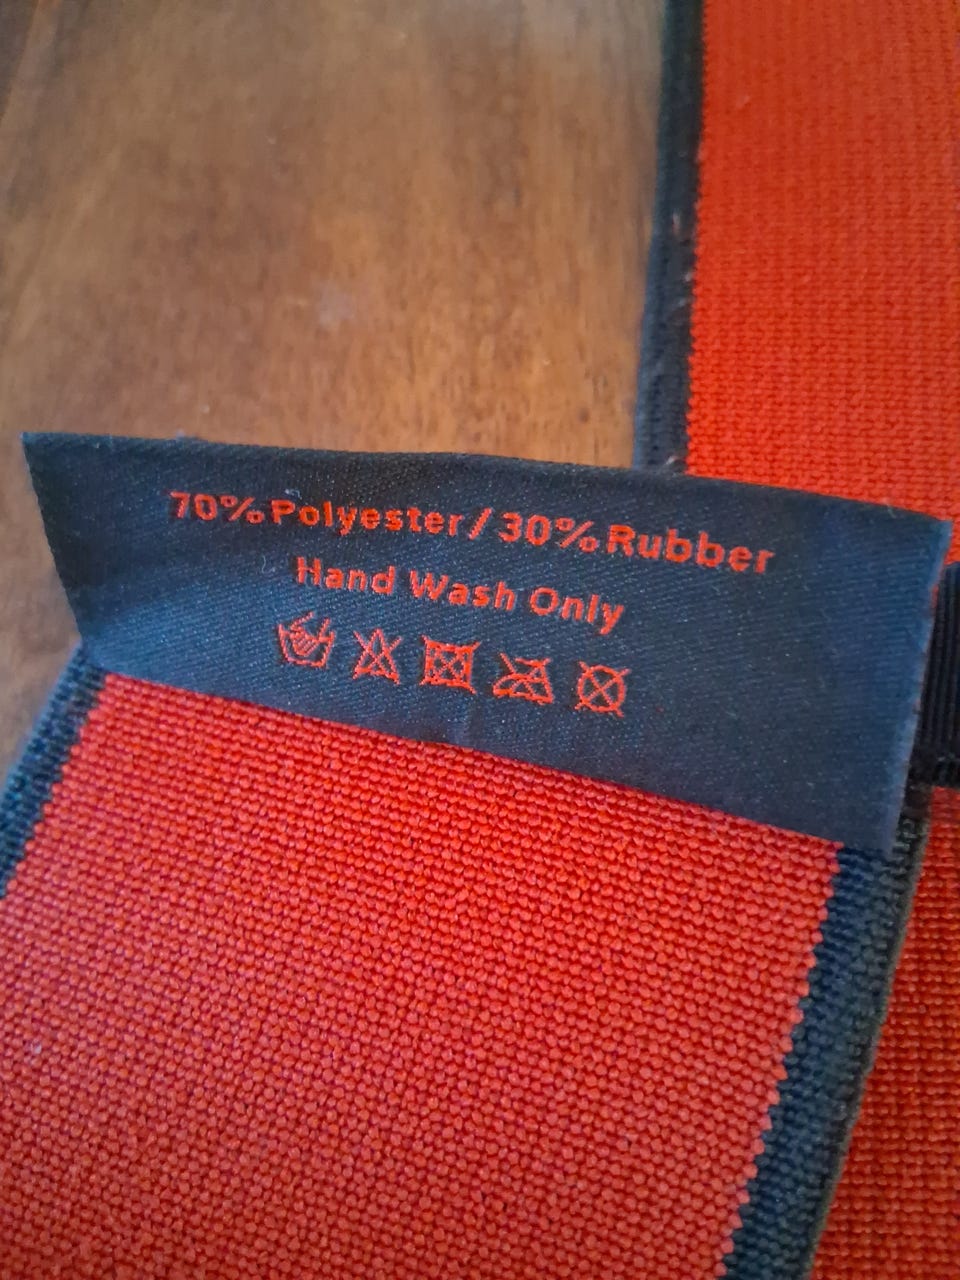 70% Polyester / 30% Rubber
Hand Wash Only